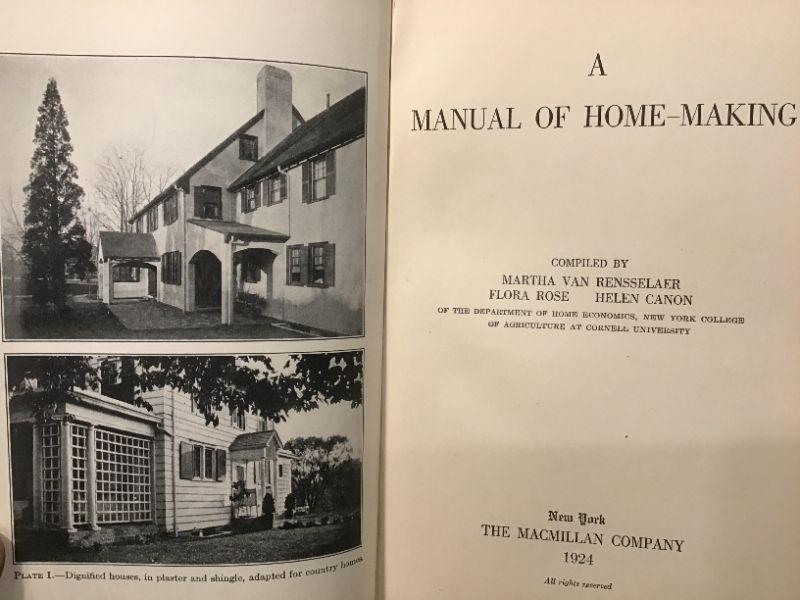 PLATE I.—Dignified houses, in plaster and shingle, adapted for country homes
A
MANUAL OF HOME-MAKING
COMPILED BY
MARTHA VAN RENSSELAER
FLORA ROSE HELEN CANON
OF THE DEPARTMENT OF HOME ECONOMICS, NEW YORK COLLEGE
OF AGRICULTURE AT CORNELL UNIVERSITY
New York
THE MACMILLAN COMPANY
1924
All rights reserved